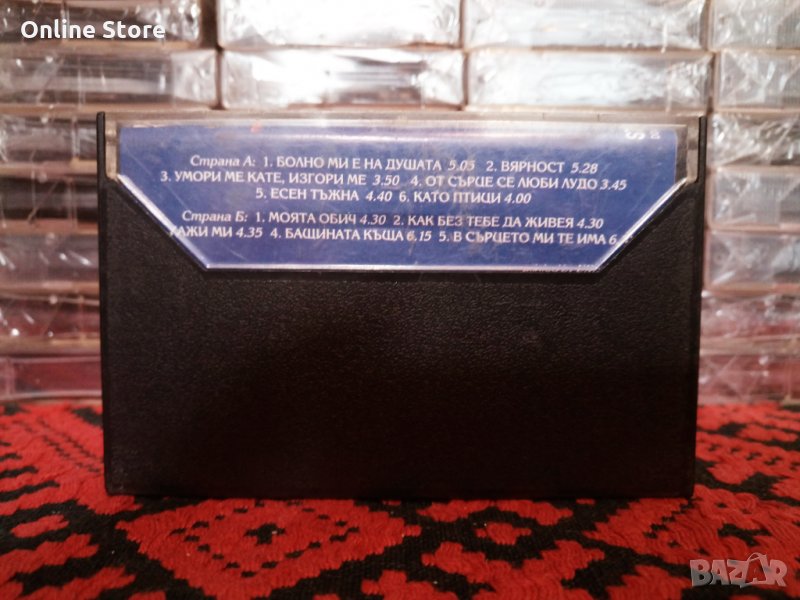 Online Store
Страна А: 1. БОЛНО МИ Е НА ДУШАТА 5.05 2. ВЯРНОСТ 5.28
3. УМОРИ МЕ КАТЕ, ИЗГОРИ МЕ 3.50 4. ОТ СЪРЦЕ СЕ ЛЮБИ ЛУДО 3.45
5. ЕСЕН ТЪЖНА 4.40 6. КАТО ПТИЦИ 4.00
Страна Б: 1. МОЯТА ОБИЧ 4.30 2. КАК БЕЗ ТЕБЕ ДА ЖИВЕЯ 4.30
МИ 4.35 4. БАЩИНАТА КЪЩА 6.15 5. В СЪРЦЕТО МИ ТЕ ИМА
BAZAR